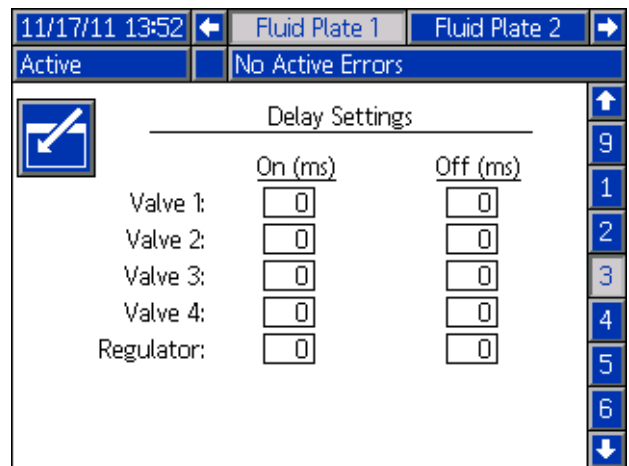 11/17/11 13:52 Fluid Plate 1 Fluid Plate 2
Active No Active Errors
Delay Settings
On (ms) Off (ms)
Valve 1: 0 0
Valve 2: 0 0
Valve 3: 0 0
Valve 4: 0 0
Regulator: 0 0
9
1
2
3
4
5
6